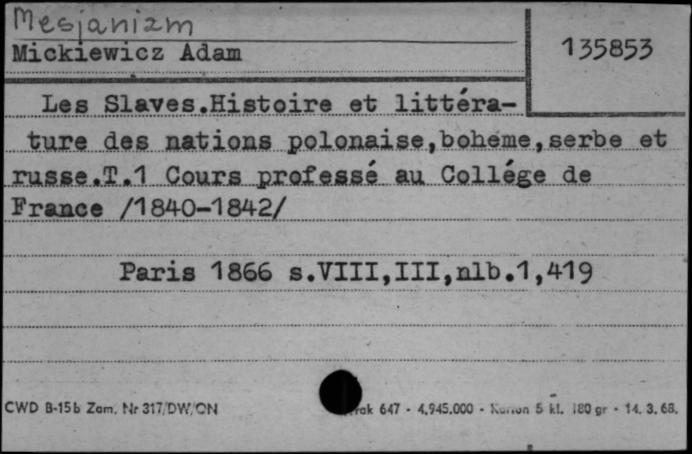 Mesjanizm
Mickiewicz Adam
135853
Les Slaves.Histoire et littéra-
ture des nations polonaise,boheme,serbe et
russe.T.1 Cours professé au Collége de
France /1840-1842/
Paris 1866 s.VIII,III,nlb.1,419
CWD B-15b Zam. Nr 317/DW/ON
647 - 4.945.000 - Karton 5 kl. 180 gr - 14. 3. 68.